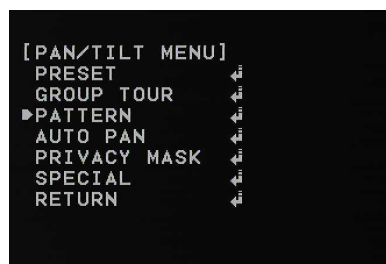 [PAN/TILT MENU]
PRESET
GROUP TOUR
PATTERN
AUTO PAN
PRIVACY MASK
SPECIAL
RETURN